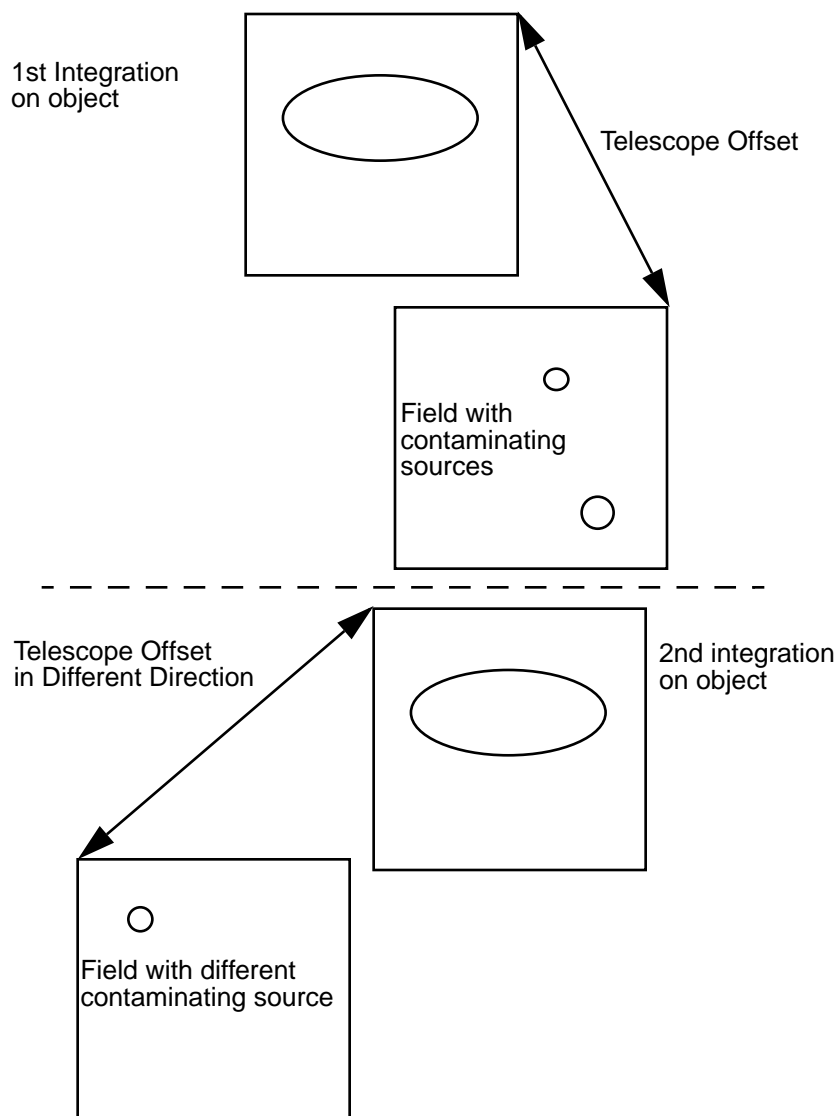 1st Integration
on object
Telescope Offset
Field with
contaminating
sources
Telescope Offset
in Different Direction
2nd integration
on object
Field with different
contaminating source